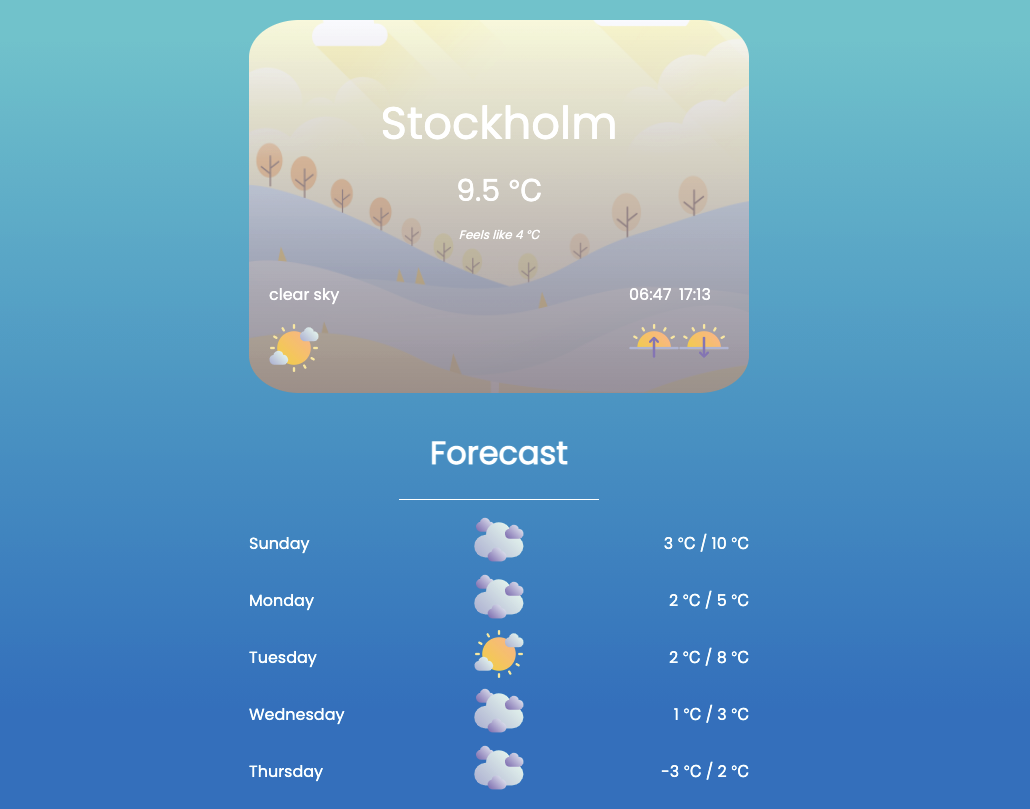 Stockholm
9.5 °C
Feels like 4 °C
clear sky
06:47 17:13
Forecast
Sunday 3 °C / 10 °C
Monday 2 °C / 5 °C
Tuesday 2 °C / 8 °C
Wednesday 1 °C / 3 °C
Thursday -3 °C / 2 °C